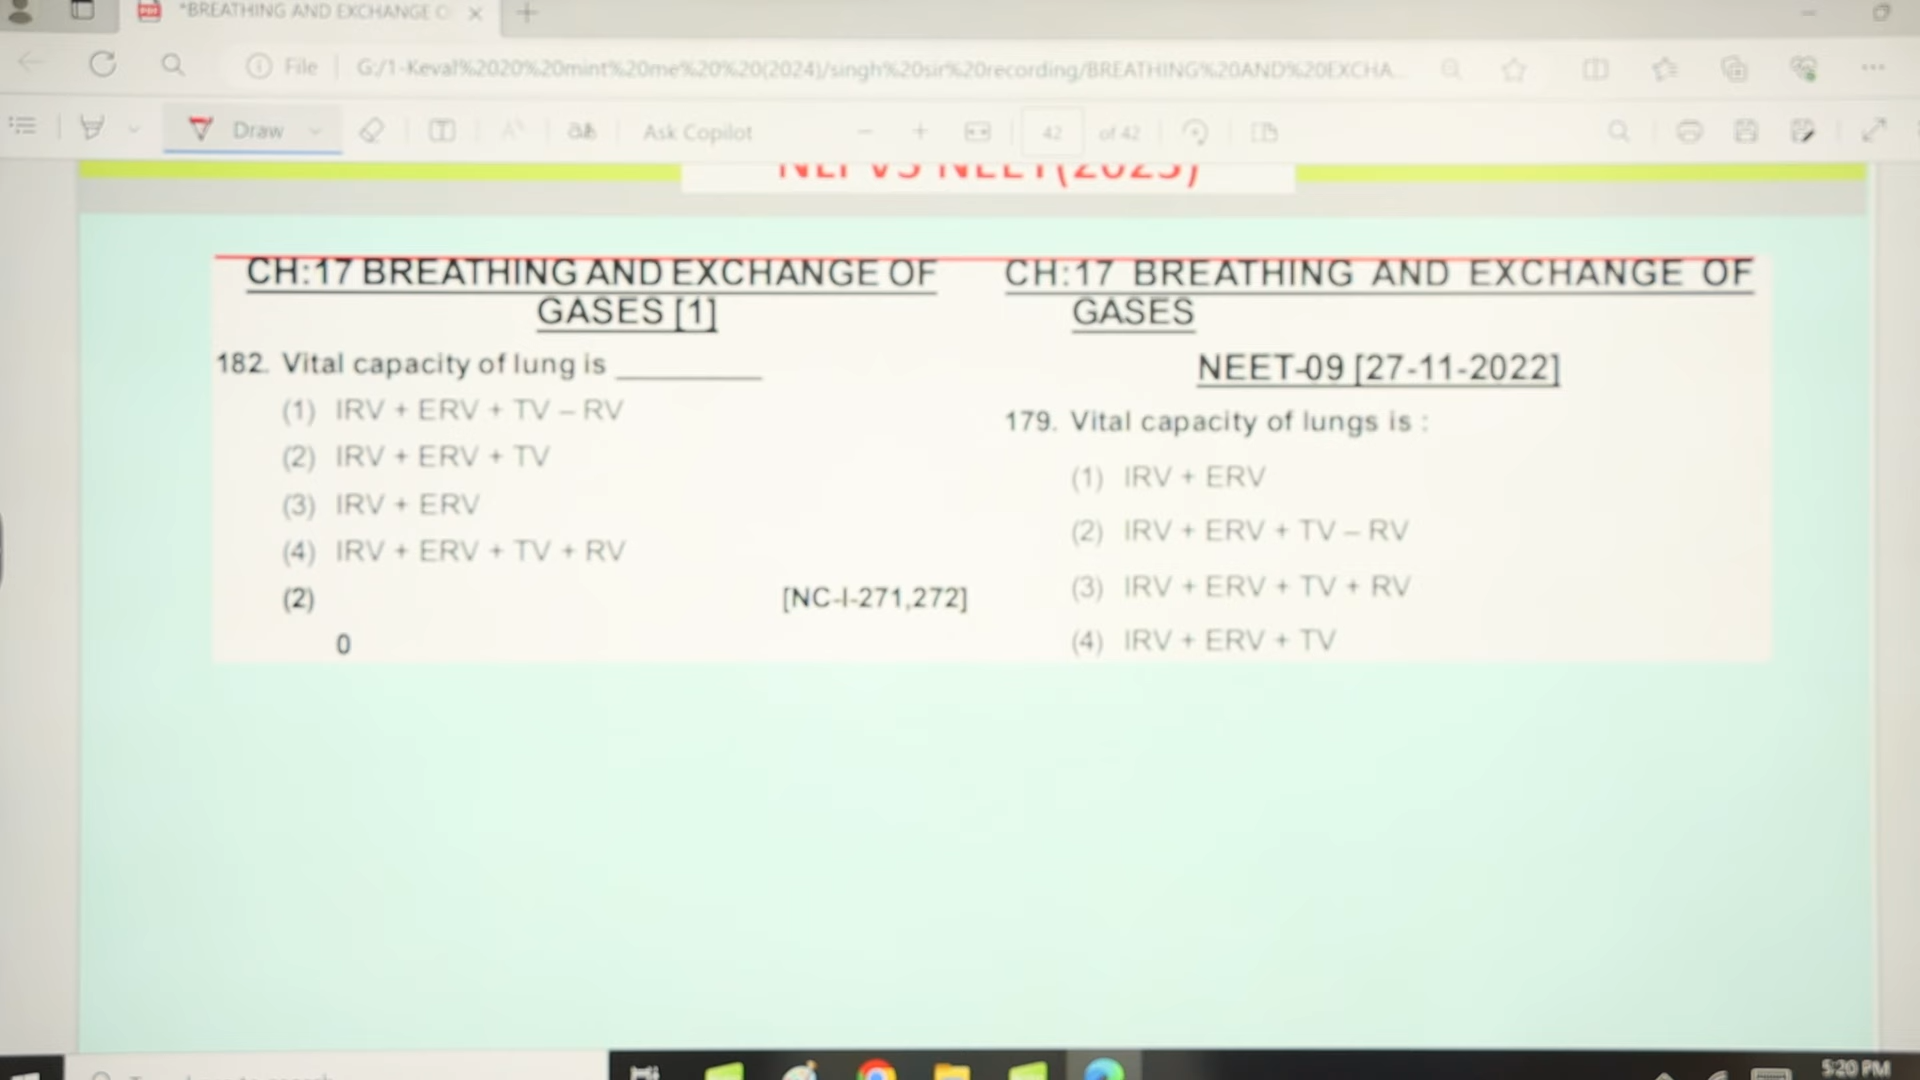 *BREATHING AND EXCHANGE O
File
G:/1-Keval%2020%20mint%20me%20%20(2024)/singh%20sir%20recording/BREATHING%20AND%20EXCHA...
Draw
Ask Copilot
42
of 42
CH:17 BREATHING AND EXCHANGE OF
GASES [1]
182. Vital capacity of lung is __________
(1) IRV + ERV + TV – RV
(2) IRV + ERV + TV
(3) IRV + ERV
(4) IRV + ERV + TV + RV
(2) [NC-I-271,272]
0
CH:17 BREATHING AND EXCHANGE OF
GASES
NEET-09 [27-11-2022]
179. Vital capacity of lungs is :
(1) IRV + ERV
(2) IRV + ERV + TV – RV
(3) IRV + ERV + TV + RV
(4) IRV + ERV + TV
5:20 PM